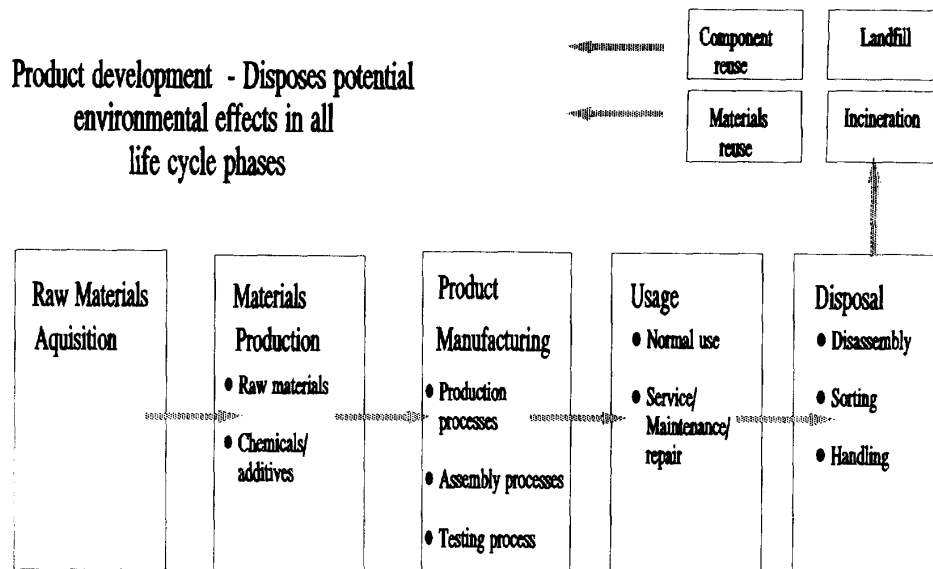 Product development - Disposes potential
environmental effects in all
life cycle phases
Component
reuse
Landfill
Materials
reuse
Incineration
Raw Materials
Aquisition
Materials
Production
● Raw materials
● Chemicals/
additives
Product
Manufacturing
● Production
processes
● Assembly processes
● Testing process
Usage
● Normal use
● Service/
Maintenance/
repair
Disposal
● Disassembly
● Sorting
● Handling